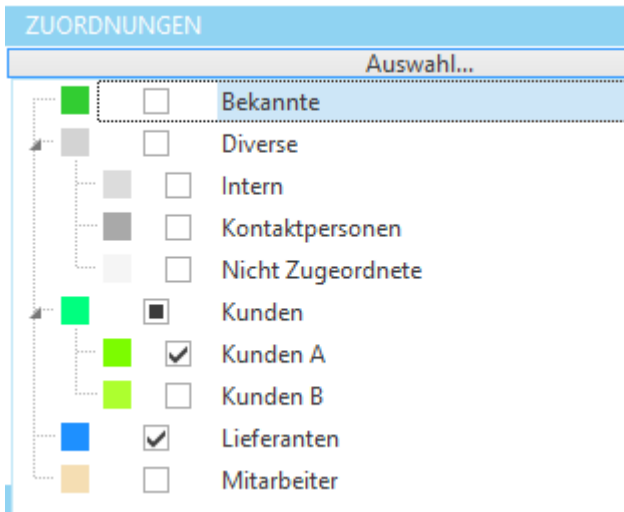 ZUORDNUNGEN
Auswahl...
Bekannte
Diverse
Intern
Kontaktpersonen
Nicht Zugeordnete
Kunden
Kunden A
Kunden B
Lieferanten
Mitarbeiter